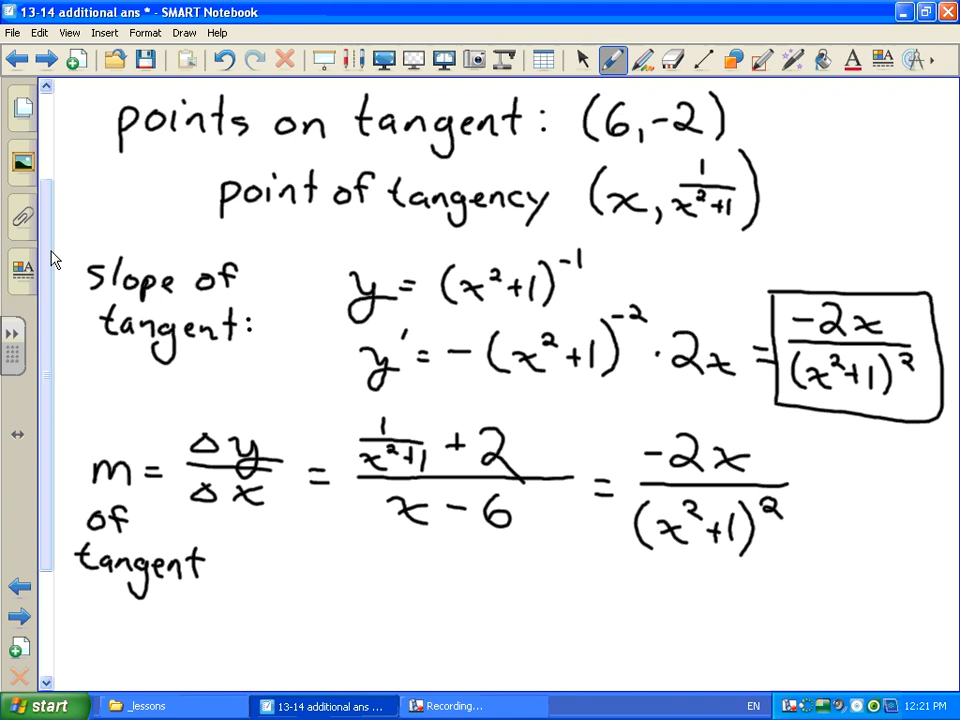 13-14 additional ans * - SMART Notebook
File Edit View Insert Format Draw Help
points on tangent: (6, -2)
point of tangency (x, 1/(x²+1))
slope of tangent: y = (x²+1)⁻¹
y' = -(x²+1)⁻² · 2x = -2x/(x²+1)²
m of tangent = Δy/Δx = (1/(x²+1) + 2)/(x - 6) = -2x/(x²+1)²
start _lessons 13-14 additional ans ... Recording... EN 12:21 PM